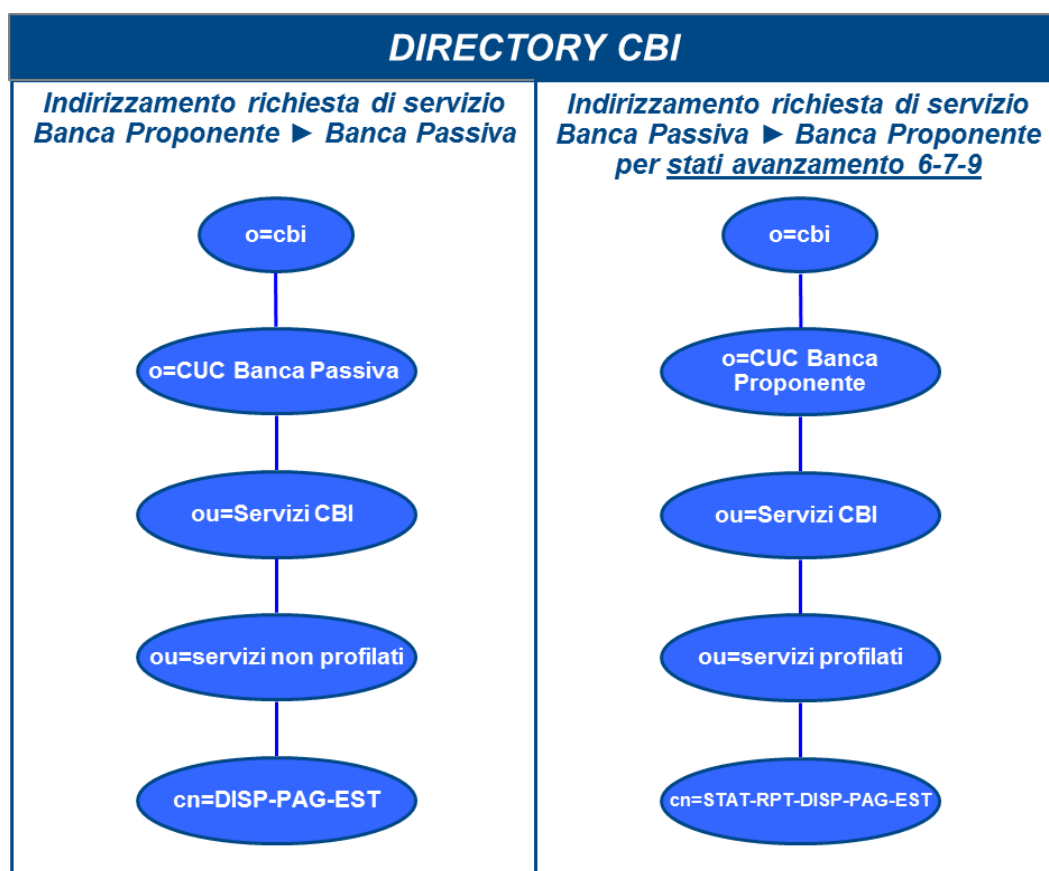 DIRECTORY CBI
Indirizzamento richiesta di servizio
Banca Proponente ► Banca Passiva
o=cbi
o=CUC Banca Passiva
ou=Servizi CBI
ou=servizi non profilati
cn=DISP-PAG-EST
Indirizzamento richiesta di servizio
Banca Passiva ► Banca Proponente
per stati avanzamento 6-7-9
o=cbi
o=CUC Banca
Proponente
ou=Servizi CBI
ou=servizi profilati
cn=STAT-RPT-DISP-PAG-EST